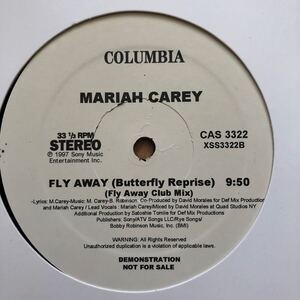 COLUMBIA
MARIAH CAREY
33 ⅓ RPM
STEREO
℗ 1997 Sony Music
Entertainment Inc.
CAS 3322
XSS3322B
FLY AWAY (Butterfly Reprise) 9:50
(Fly Away Club Mix)
-Lyrics: M.Carey-Music: M. Carey-B. Robinson. Co-Produced by David Morales for Def Mix Productions
and Mariah Carey / Lead Vocals : Mariah Carey/Mixed by David Morales at Quad Studios NY
Additional Production by Satoshie Tomiie for Def Mix Productions
Publishers: Sony/ATV Songs LLC/Rye Songs/
Bobby Robinson Music Inc. (BMI)
WARNING: All Rights Reserved
Unauthorized duplication is a violation of applicable laws.
DEMONSTRATION
NOT FOR SALE